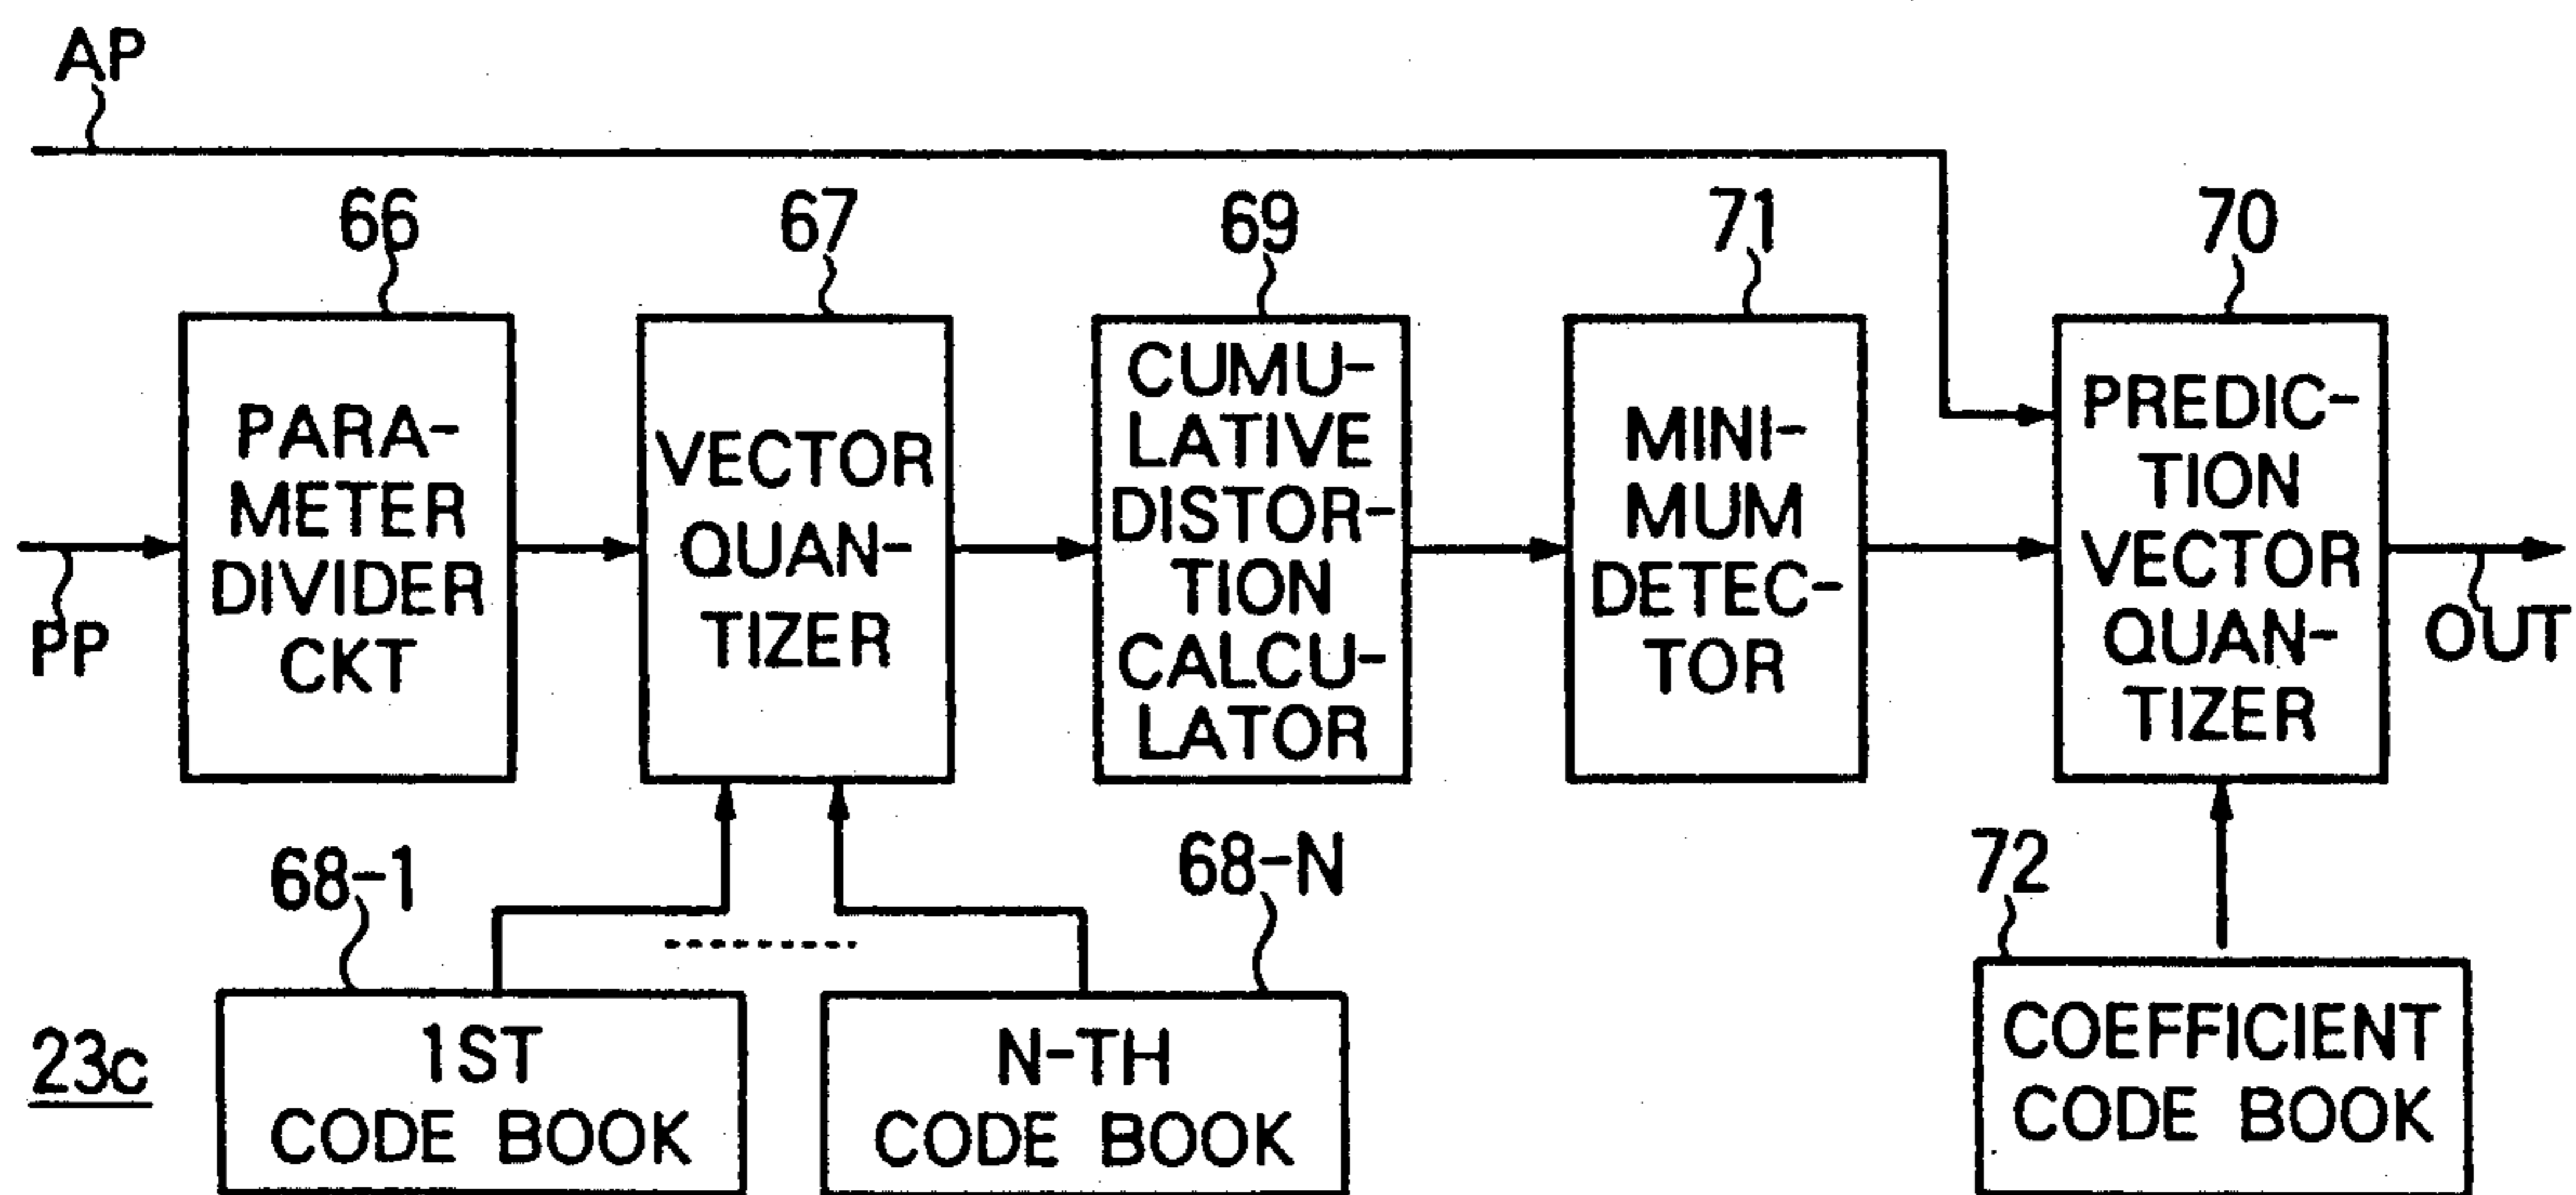 AP
66
67
69
71
70
PARA-
METER
DIVIDER
CKT
VECTOR
QUAN-
TIZER
CUMU-
LATIVE
DISTOR-
TION
CALCU-
LATOR
MINI-
MUM
DETEC-
TOR
PREDIC-
TION
VECTOR
QUAN-
TIZER
PP
OUT
68-1
68-N
72
23c
1ST
CODE BOOK
N-TH
CODE BOOK
COEFFICIENT
CODE BOOK